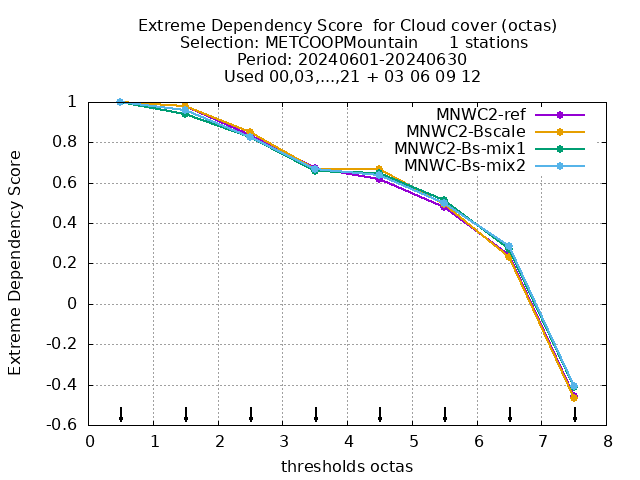 Extreme Dependency Score  for Cloud cover (octas)
Selection: METCOOPMountain      1 stations
Period: 20240601-20240630
Used 00,03,...,21 + 03 06 09 12
MNWC2-ref
MNWC2-Bscale
MNWC2-Bs-mix1
MNWC-Bs-mix2
Extreme Dependency Score
1
0.8
0.6
0.4
0.2
0
-0.2
-0.4
-0.6
0 1 2 3 4 5 6 7 8
thresholds octas